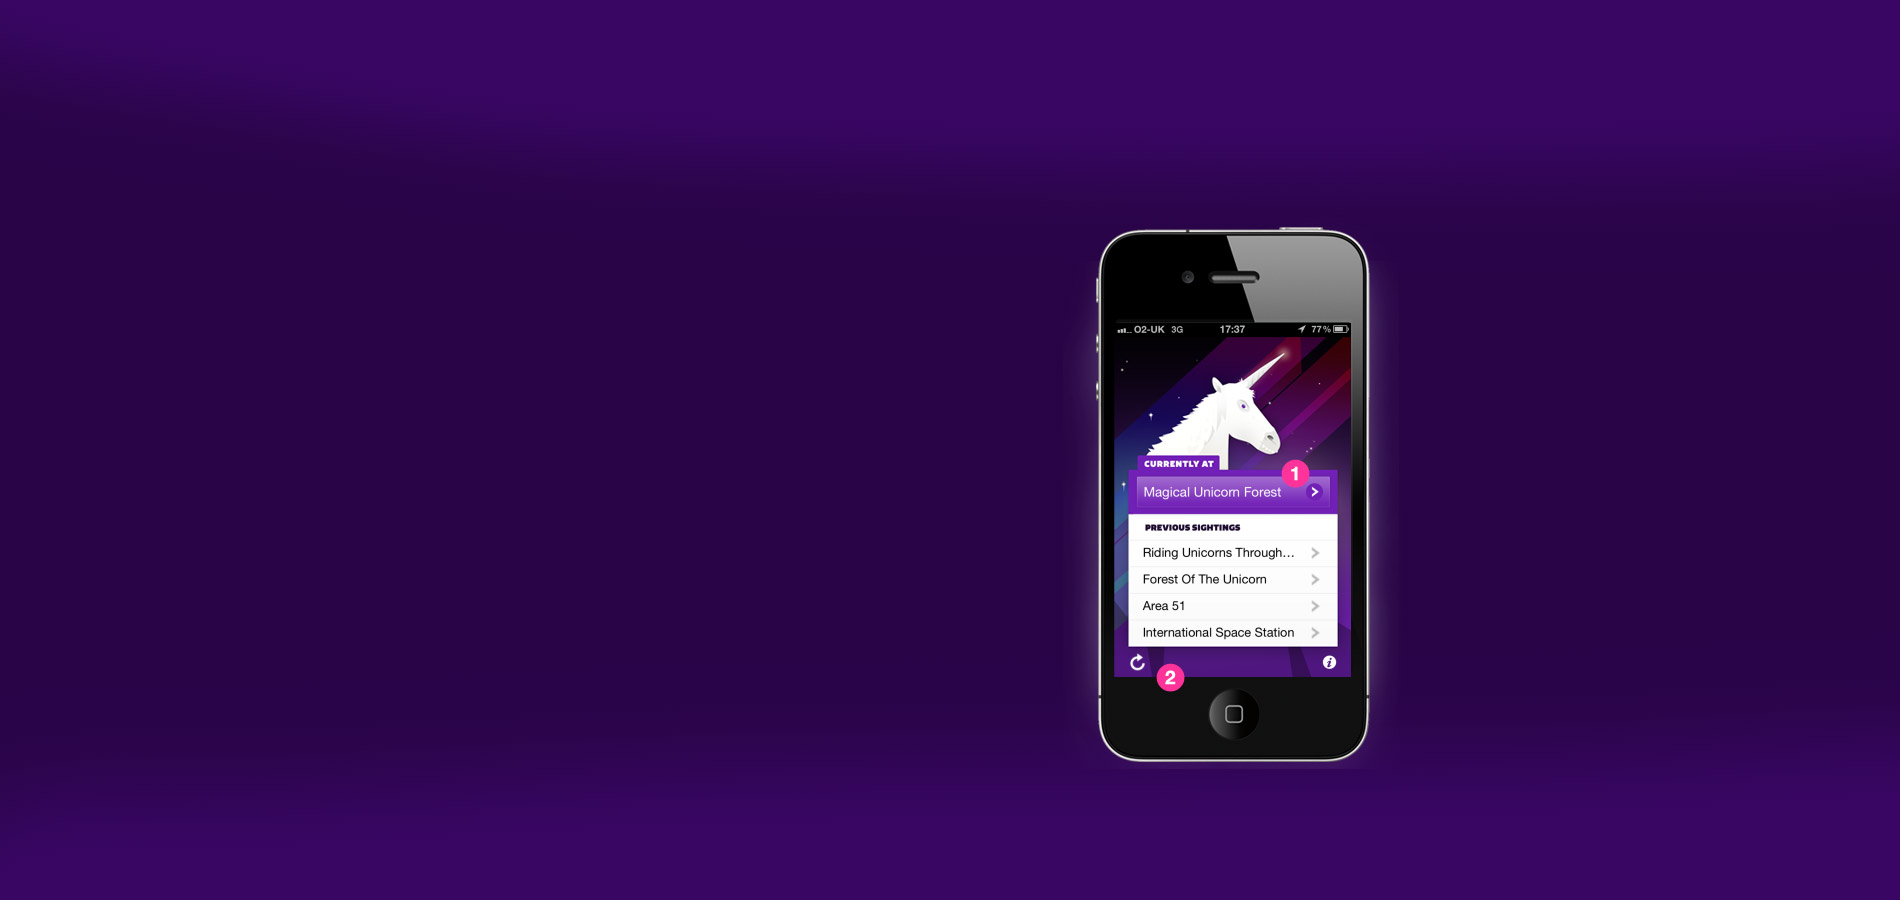 O2-UK 3G 17:37 77%
CURRENTLY AT
1
Magical Unicorn Forest
PREVIOUS SIGHTINGS
Riding Unicorns Through...
Forest Of The Unicorn
Area 51
International Space Station
i
2